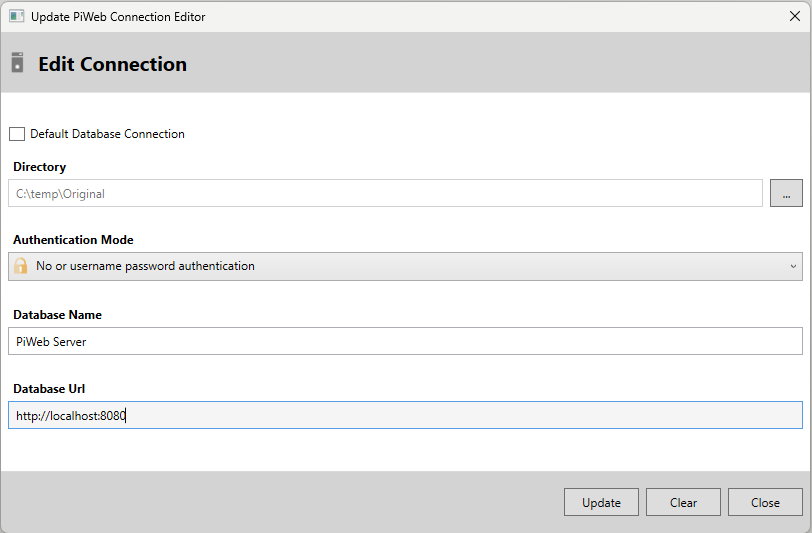 Update PiWeb Connection Editor
Edit Connection
Default Database Connection
Directory
C:\temp\Original
...
Authentication Mode
No or username password authentication
Database Name
PiWeb Server
Database Url
http://localhost:8080
Update Clear Close